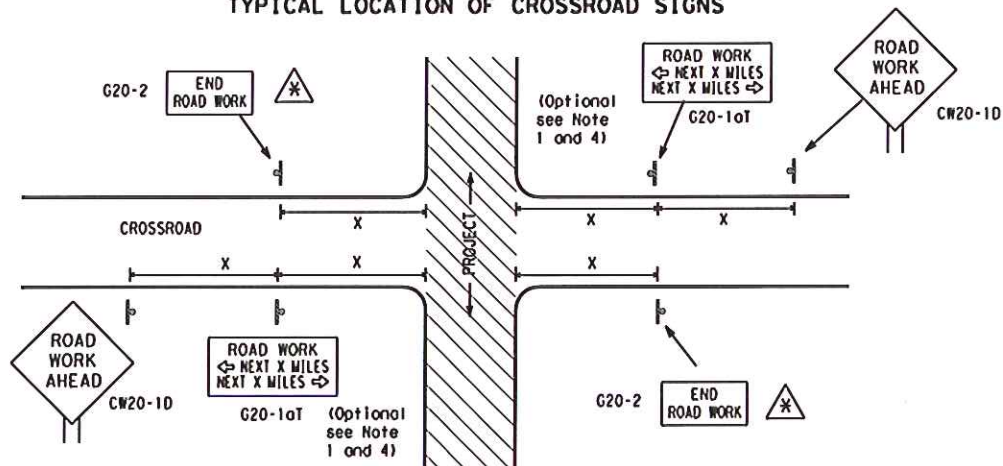 TYPICAL LOCATION OF CROSSROAD SIGNS
G20-2
END
ROAD WORK
*
(Optional
see Note
1 and 4)
ROAD WORK
⇦ NEXT X MILES
NEXT X MILES ⇨
G20-1aT
ROAD
WORK
AHEAD
CW20-1D
X
X
X
CROSSROAD
PROJECT
X
X
X
ROAD
WORK
AHEAD
CW20-1D
ROAD WORK
⇦ NEXT X MILES
NEXT X MILES ⇨
G20-1aT
(Optional
see Note
1 and 4)
G20-2
END
ROAD WORK
*